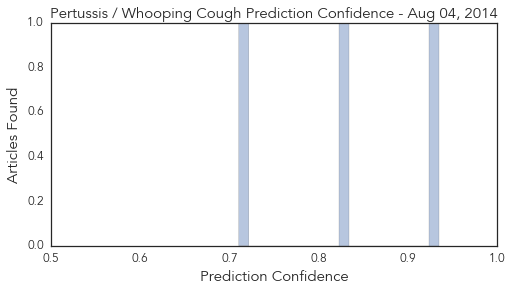 Pertussis / Whooping Cough Prediction Confidence - Aug 04, 2014
1.0
0.8
0.6
0.4
0.2
0.0
Articles Found
0.5 0.6 0.7 0.8 0.9 1.0
Prediction Confidence